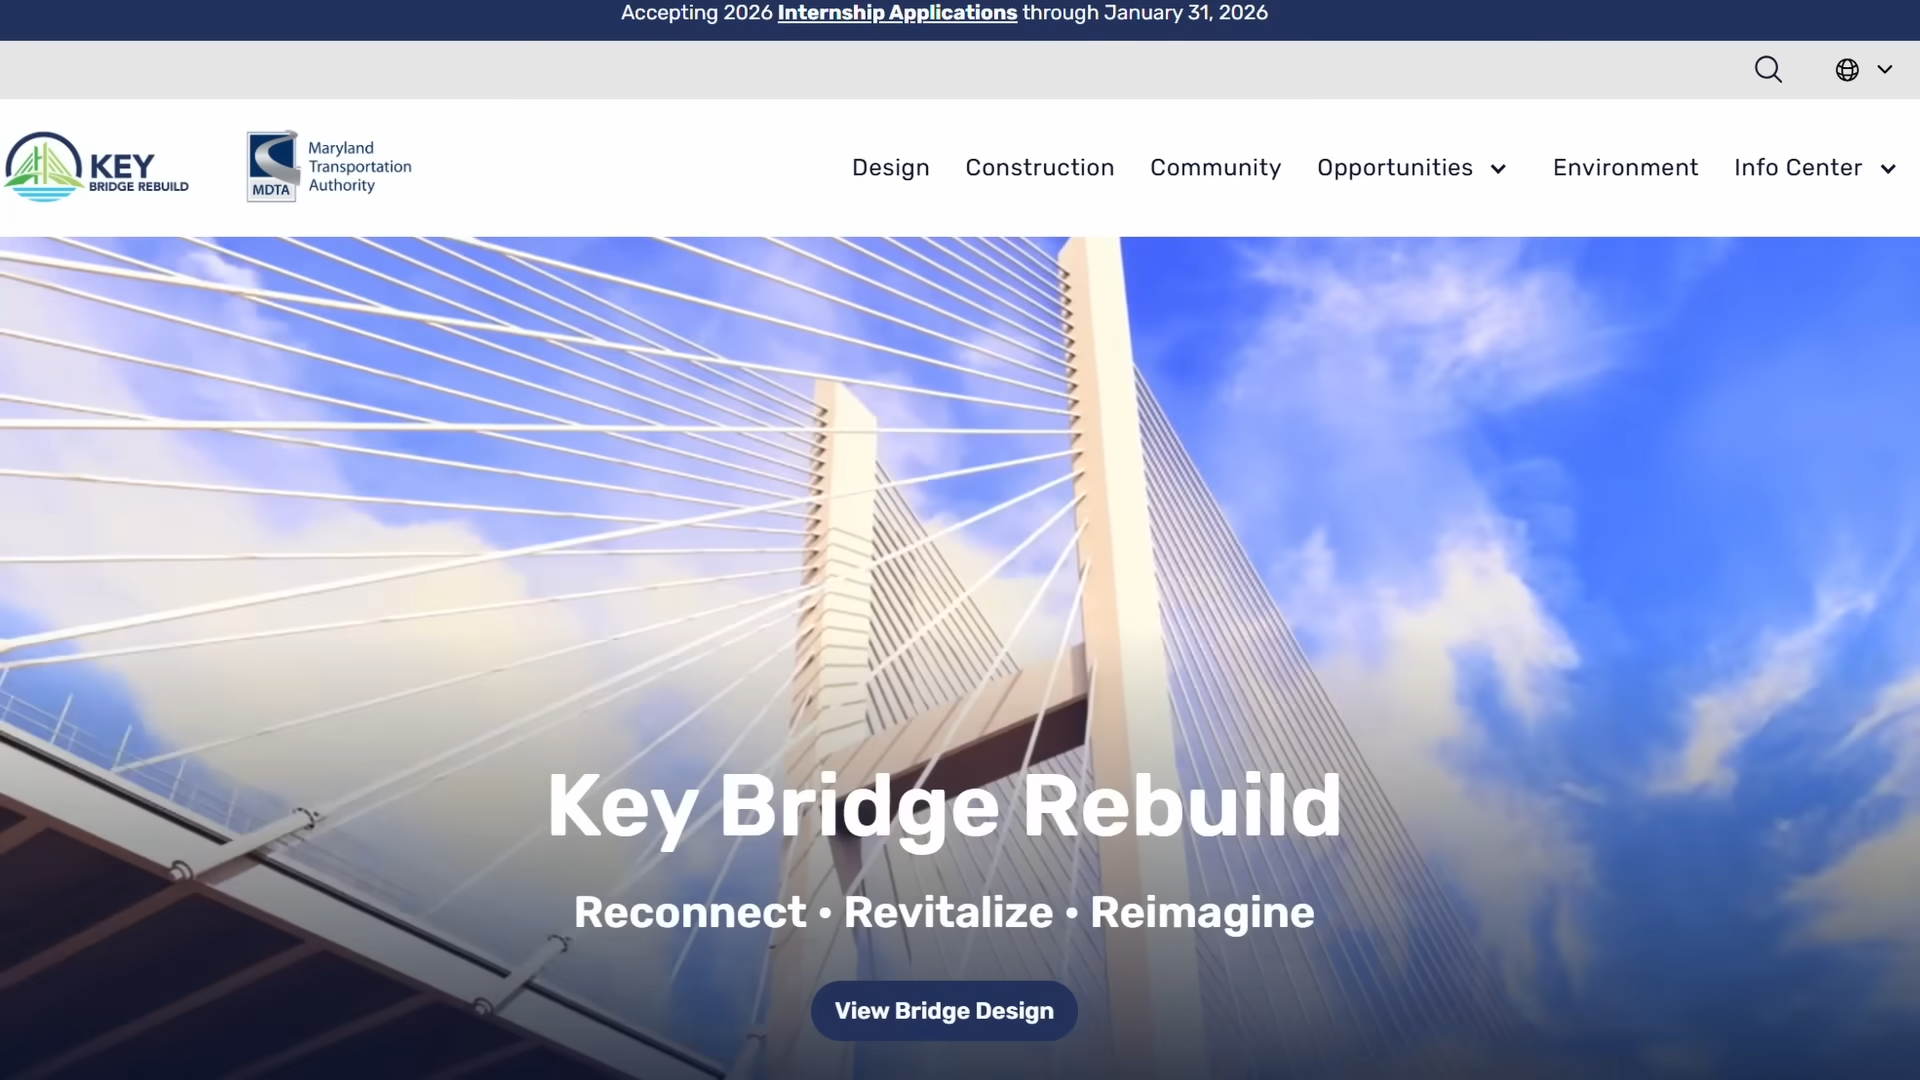 Accepting 2026 Internship Applications through January 31, 2026
KEY
BRIDGE REBUILD
MDTA
Maryland
Transportation
Authority
Design
Construction
Community
Opportunities
Environment
Info Center
Key Bridge Rebuild
Reconnect • Revitalize • Reimagine
View Bridge Design